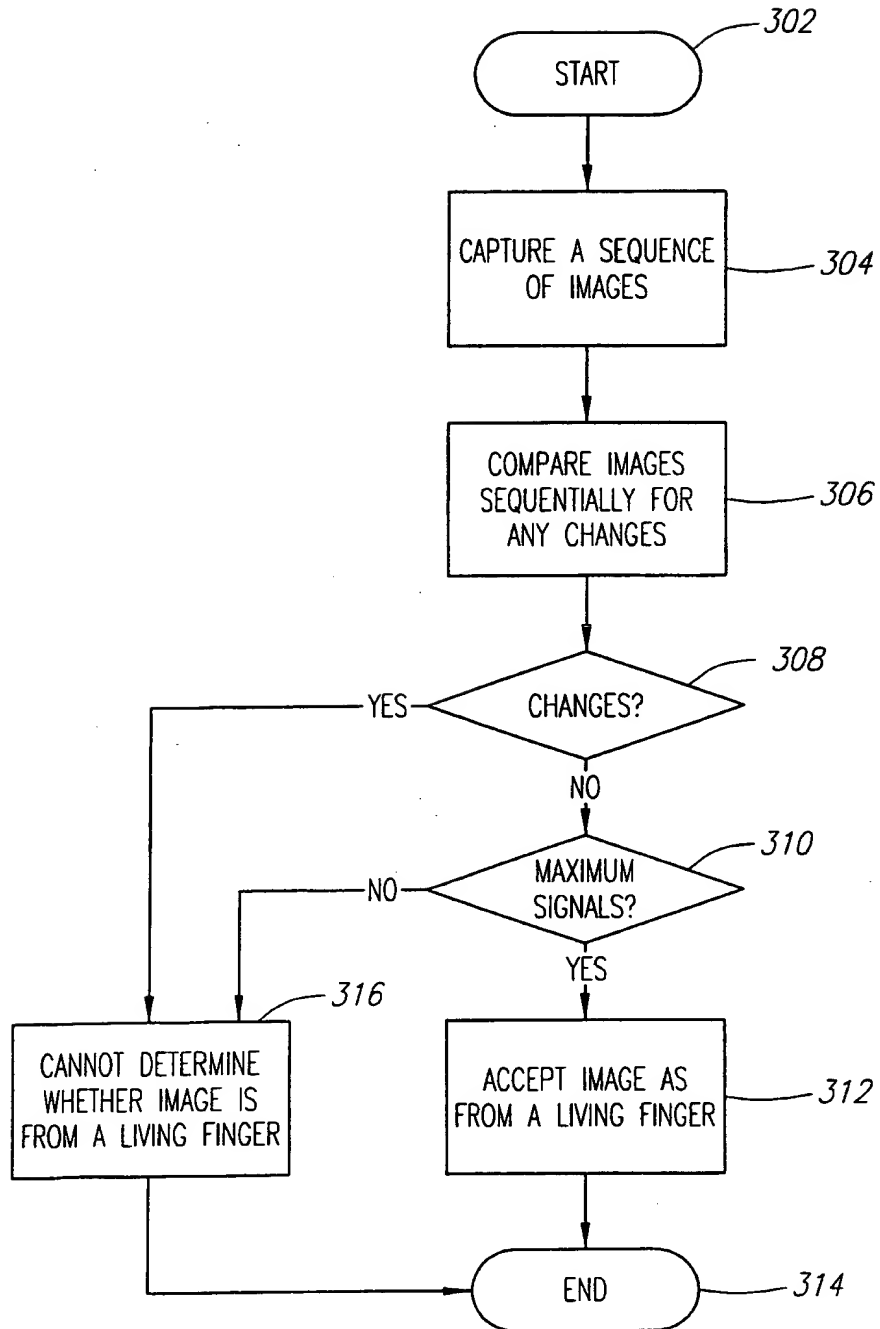 302
START
CAPTURE A SEQUENCE
OF IMAGES
304
COMPARE IMAGES
SEQUENTIALLY FOR
ANY CHANGES
306
308
CHANGES?
YES
NO
310
MAXIMUM
SIGNALS?
NO
YES
316
CANNOT DETERMINE
WHETHER IMAGE IS
FROM A LIVING FINGER
ACCEPT IMAGE AS
FROM A LIVING FINGER
312
END
314